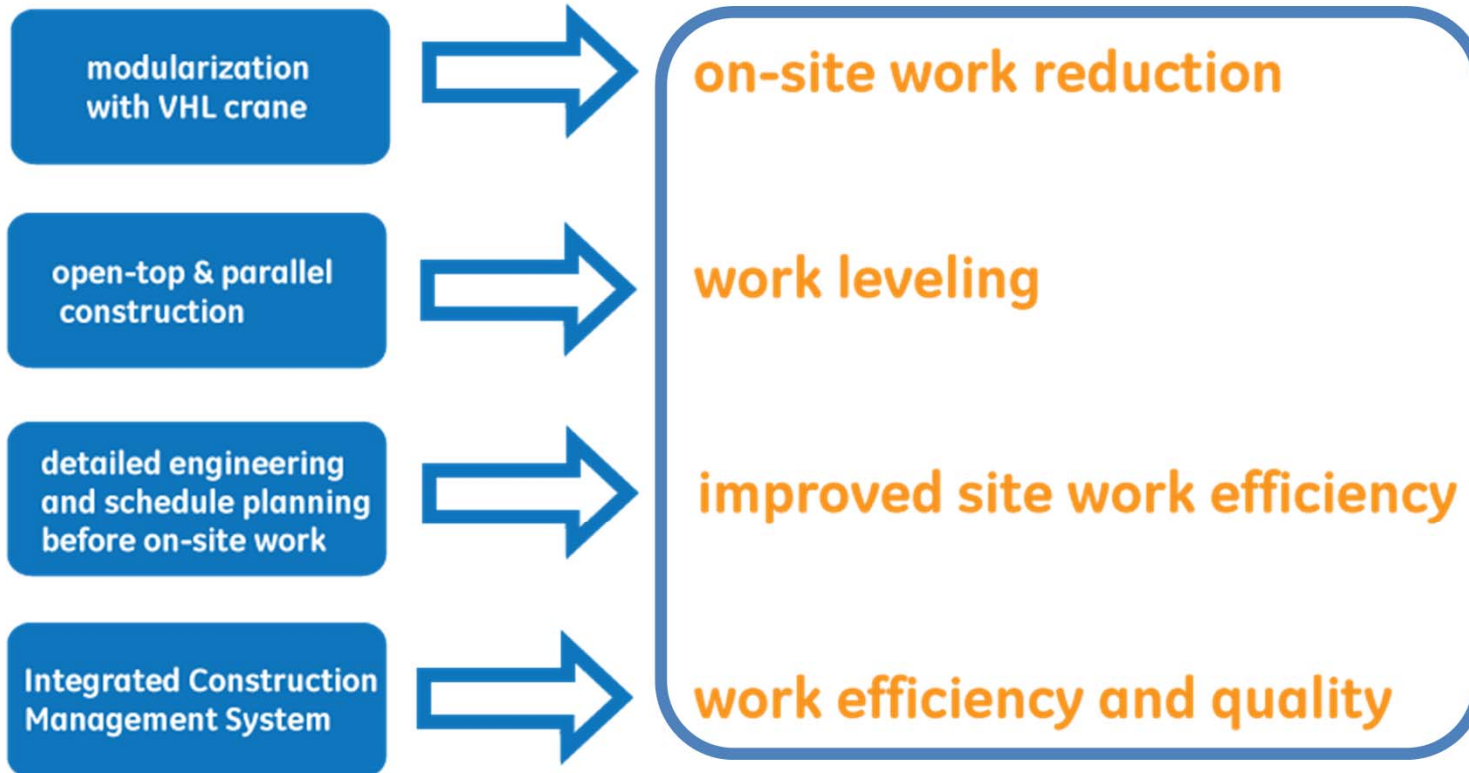 modularization
with VHL crane
on-site work reduction
open-top & parallel
construction
work leveling
detailed engineering
and schedule planning
before on-site work
improved site work efficiency
Integrated Construction
Management System
work efficiency and quality